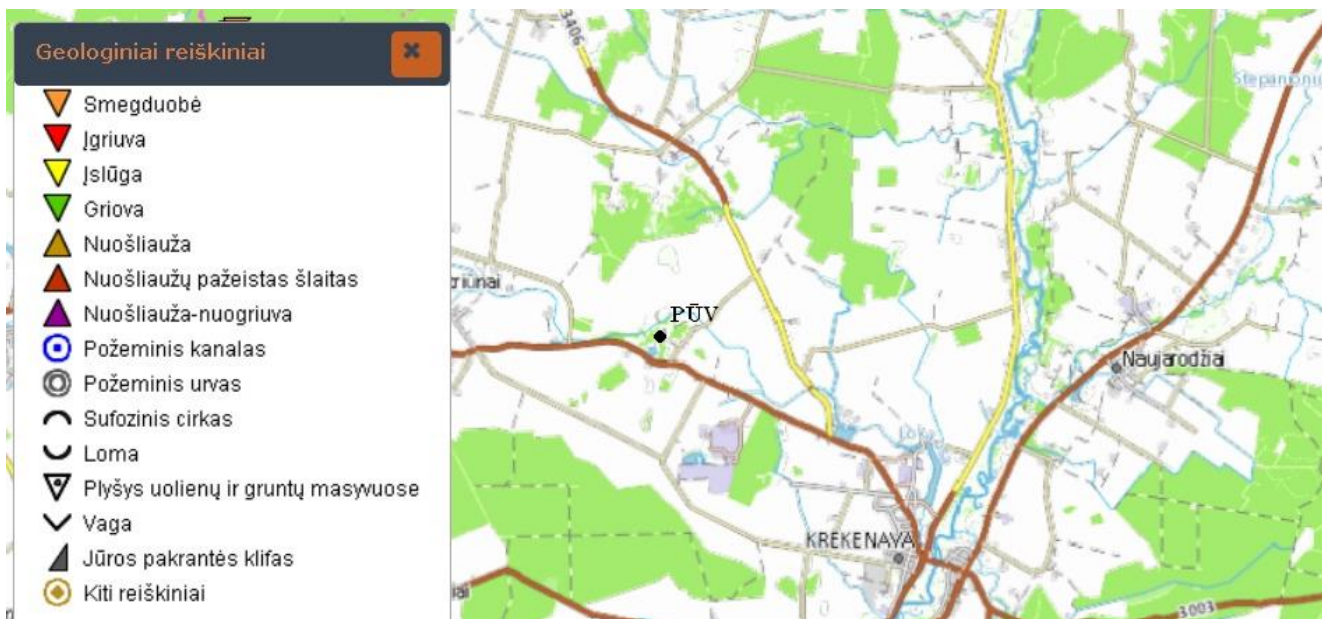 Geologiniai reiškiniai
Smegduobė
Įgriuva
Įslūga
Griova
Nuošliauža
Nuošliaužų pažeistas šlaitas
Nuošliauža-nuogriuva
Požeminis kanalas
Požeminis urvas
Sufozinis cirkas
Loma
Plyšys uolienų ir gruntų masyvuose
Vaga
Jūros pakrantės klifas
Kiti reiškiniai
3406
PŪV
Naujarodžiai
KREKENAVA
3003